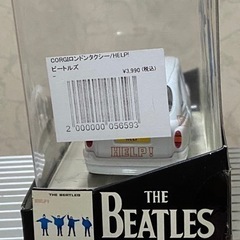 CORGIロンドンタクシー/HELP!
ビートルズ
¥3,990(税込)
2 000000 056593
HELP!
THE BEATLES
HELP!
THE
BEATLES